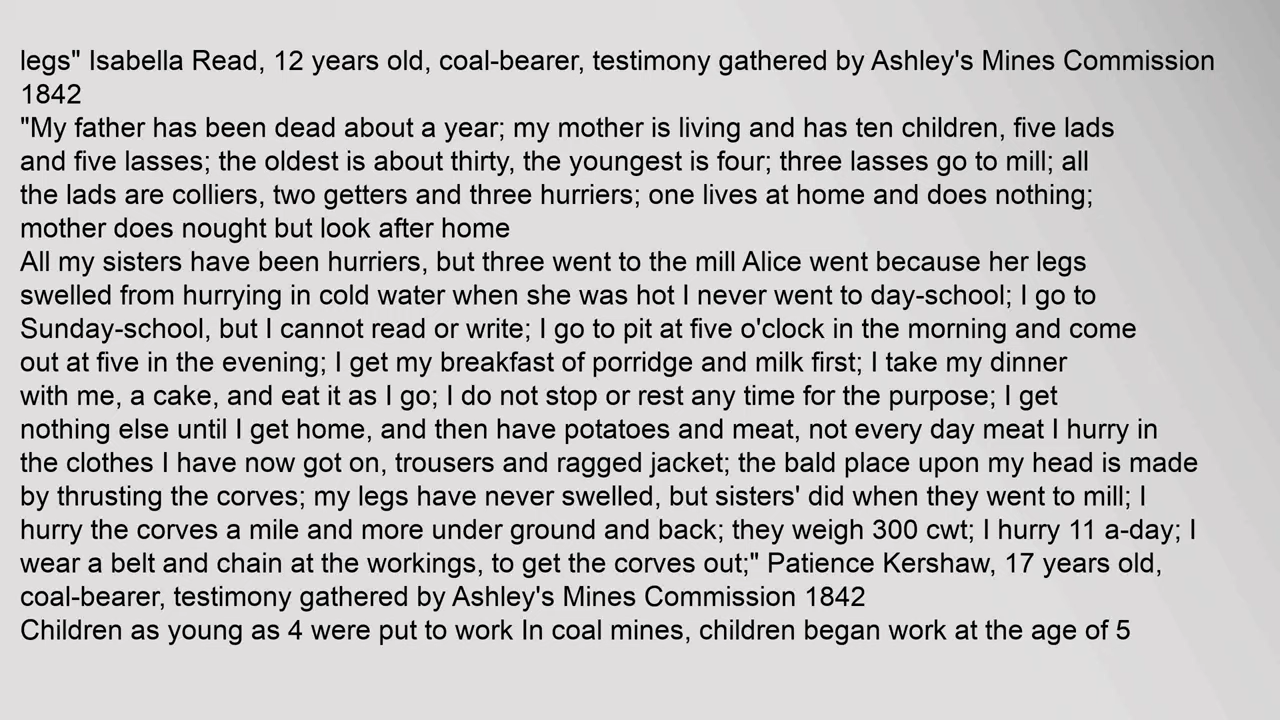 legs" Isabella Read, 12 years old, coal-bearer, testimony gathered by Ashley's Mines Commission
1842
"My father has been dead about a year; my mother is living and has ten children, five lads
and five lasses; the oldest is about thirty, the youngest is four; three lasses go to mill; all
the lads are colliers, two getters and three hurriers; one lives at home and does nothing;
mother does nought but look after home
All my sisters have been hurriers, but three went to the mill Alice went because her legs
swelled from hurrying in cold water when she was hot I never went to day-school; I go to
Sunday-school, but I cannot read or write; I go to pit at five o'clock in the morning and come
out at five in the evening; I get my breakfast of porridge and milk first; I take my dinner
with me, a cake, and eat it as I go; I do not stop or rest any time for the purpose; I get
nothing else until I get home, and then have potatoes and meat, not every day meat I hurry in
the clothes I have now got on, trousers and ragged jacket; the bald place upon my head is made
by thrusting the corves; my legs have never swelled, but sisters' did when they went to mill; I
hurry the corves a mile and more under ground and back; they weigh 300 cwt; I hurry 11 a-day; I
wear a belt and chain at the workings, to get the corves out;" Patience Kershaw, 17 years old,
coal-bearer, testimony gathered by Ashley's Mines Commission 1842
Children as young as 4 were put to work In coal mines, children began work at the age of 5